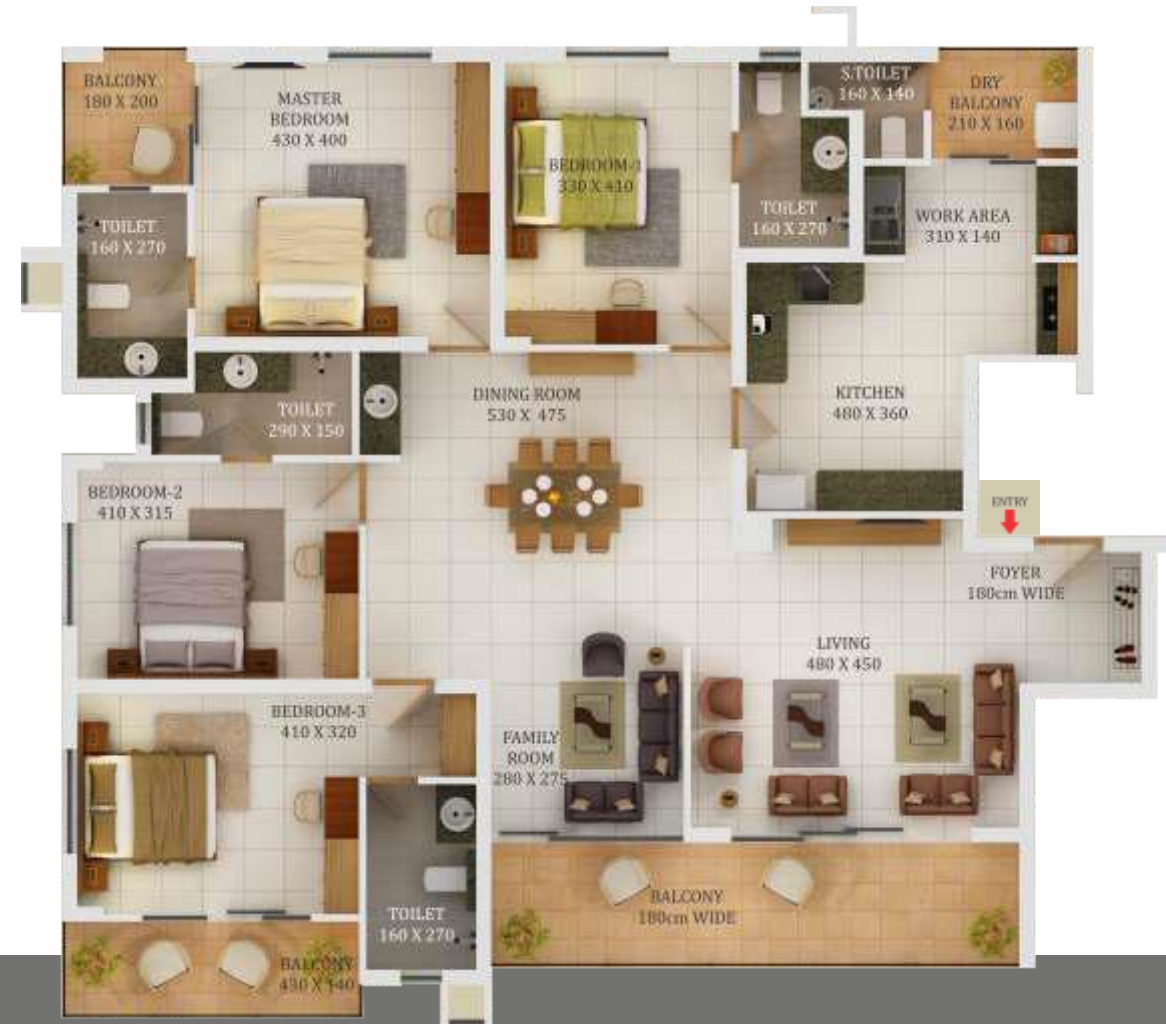 BALCONY
180 X 200
MASTER
BEDROOM
430 X 400
BEDROOM-1
330 X 410
S.TOILET
160 X 140
DRY
BALCONY
210 X 160
TOILET
160 X 270
TOILET
160 X 270
WORK AREA
310 X 140
DINING ROOM
530 X 475
KITCHEN
480 X 360
TOILET
290 X 150
BEDROOM-2
410 X 315
ENTRY
FOYER
180cm WIDE
LIVING
480 X 450
BEDROOM-3
410 X 320
FAMILY
ROOM
280 X 275
BALCONY
180cm WIDE
TOILET
160 X 270
BALCONY
430 X 140